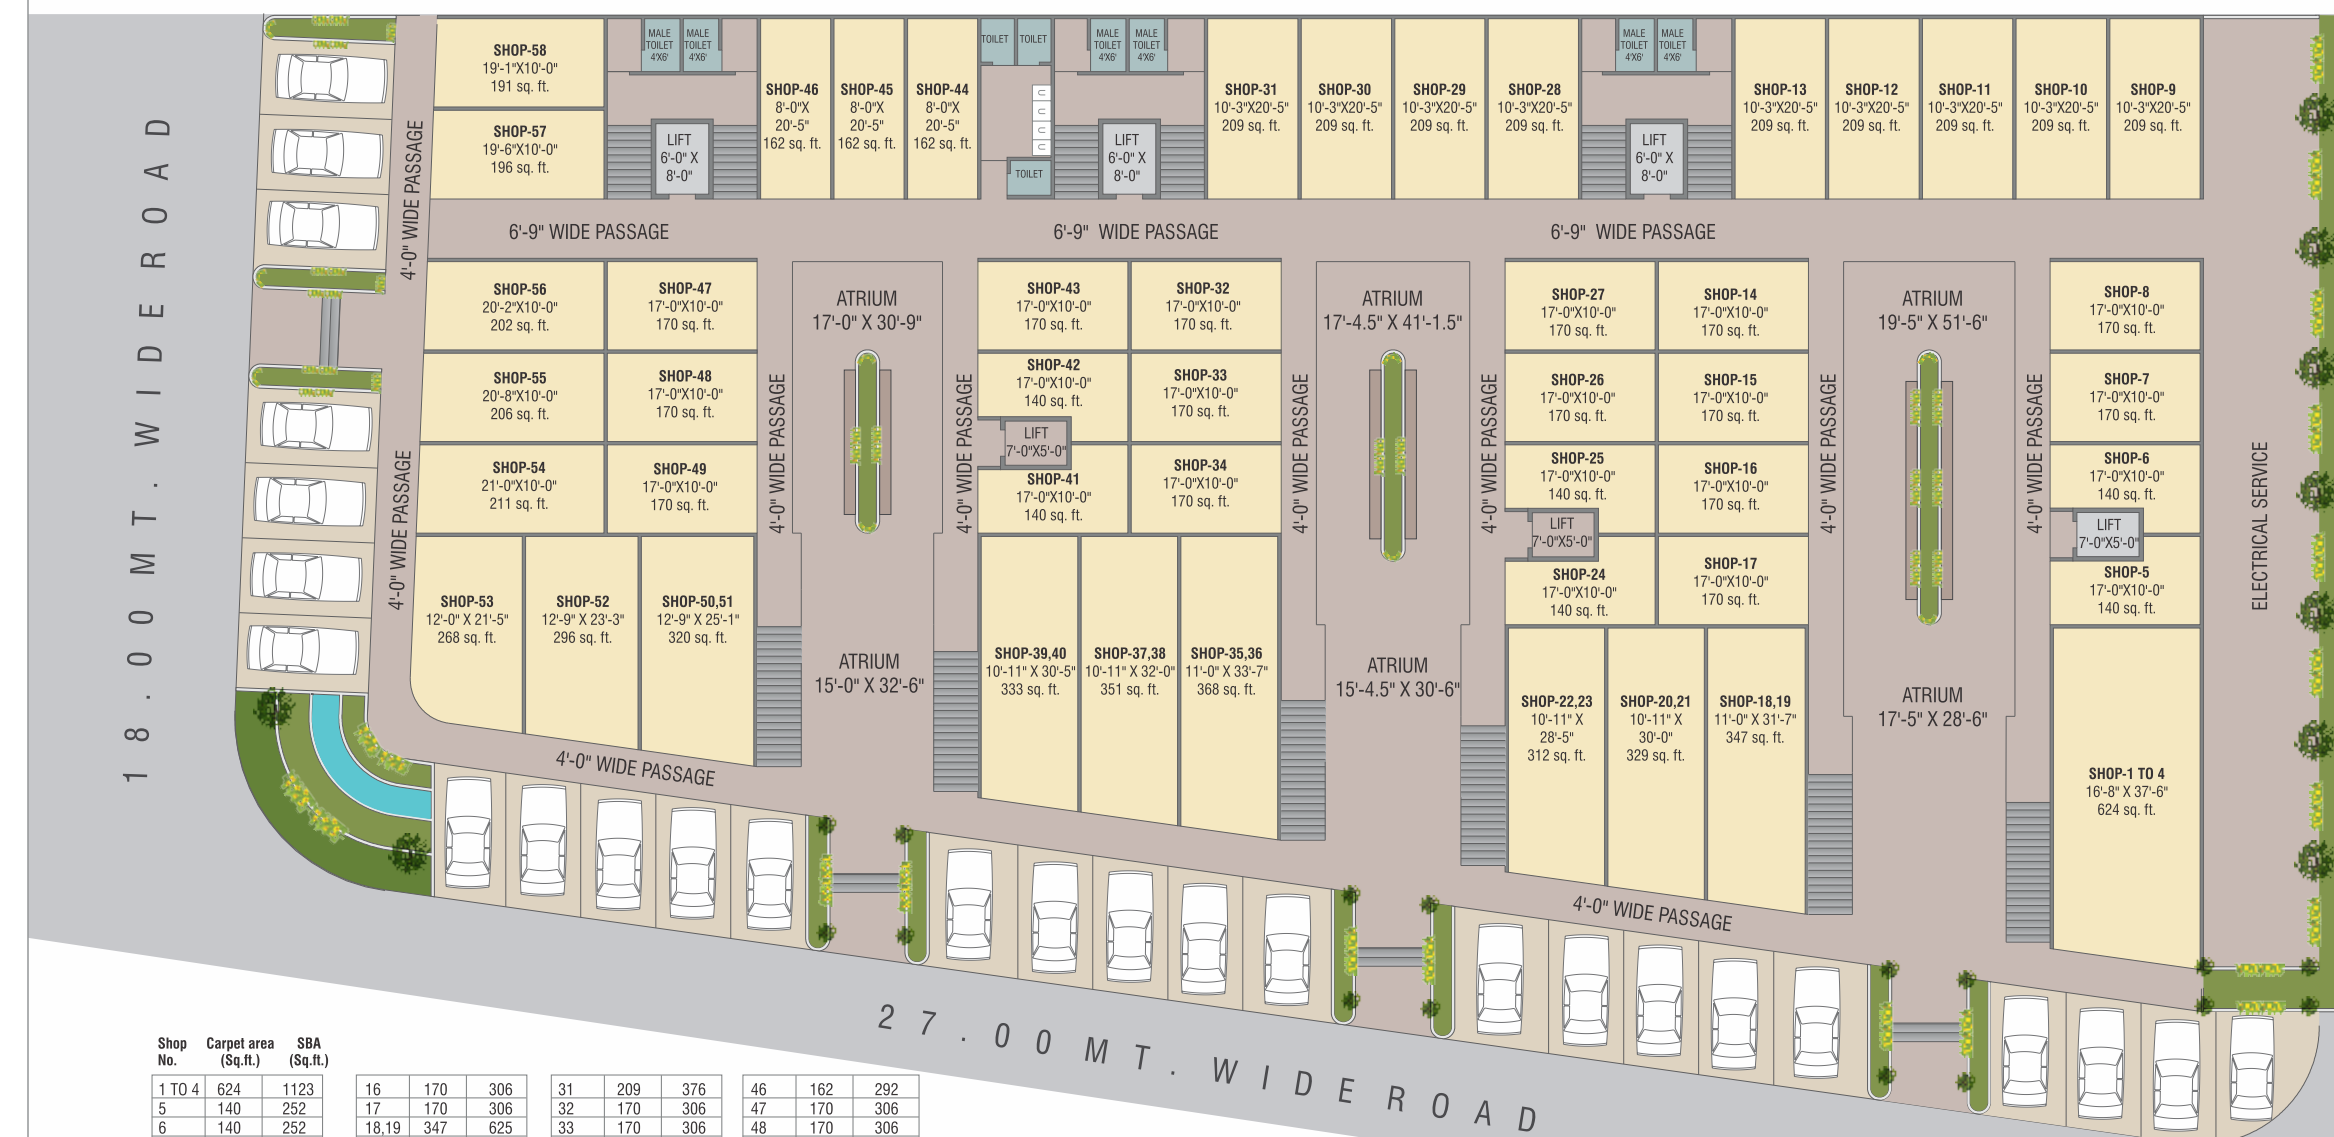 SHOP-58
19'-1"X10'-0"
191 sq. ft.
SHOP-57
19'-6"X10'-0"
196 sq. ft.
MALE
TOILET
4'X6'
MALE
TOILET
4'X6'
LIFT
6'-0" X
8'-0"
SHOP-46
8'-0"X
20'-5"
162 sq. ft.
SHOP-45
8'-0"X
20'-5"
162 sq. ft.
SHOP-44
8'-0"X
20'-5"
162 sq. ft.
TOILET
TOILET
TOILET
MALE
TOILET
4'X6'
MALE
TOILET
4'X6'
LIFT
6'-0" X
8'-0"
SHOP-31
10'-3"X20'-5"
209 sq. ft.
SHOP-30
10'-3"X20'-5"
209 sq. ft.
SHOP-29
10'-3"X20'-5"
209 sq. ft.
SHOP-28
10'-3"X20'-5"
209 sq. ft.
MALE
TOILET
4'X6'
MALE
TOILET
4'X6'
LIFT
6'-0" X
8'-0"
SHOP-13
10'-3"X20'-5"
209 sq. ft.
SHOP-12
10'-3"X20'-5"
209 sq. ft.
SHOP-11
10'-3"X20'-5"
209 sq. ft.
SHOP-10
10'-3"X20'-5"
209 sq. ft.
SHOP-9
10'-3"X20'-5"
209 sq. ft.
18.00MT. WIDE ROAD
4'-0" WIDE PASSAGE
6'-9" WIDE PASSAGE
6'-9" WIDE PASSAGE
6'-9" WIDE PASSAGE
SHOP-56
20'-2"X10'-0"
202 sq. ft.
SHOP-47
17'-0"X10'-0"
170 sq. ft.
SHOP-55
20'-8"X10'-0"
206 sq. ft.
SHOP-48
17'-0"X10'-0"
170 sq. ft.
SHOP-54
21'-0"X10'-0"
211 sq. ft.
SHOP-49
17'-0"X10'-0"
170 sq. ft.
4'-0" WIDE PASSAGE
SHOP-53
12'-0" X 21'-5"
268 sq. ft.
SHOP-52
12'-9" X 23'-3"
296 sq. ft.
SHOP-50,51
12'-9" X 25'-1"
320 sq. ft.
4'-0" WIDE PASSAGE
4'-0" WIDE PASSAGE
ATRIUM
17'-0" X 30'-9"
ATRIUM
15'-0" X 32'-6"
4'-0" WIDE PASSAGE
SHOP-43
17'-0"X10'-0"
170 sq. ft.
SHOP-32
17'-0"X10'-0"
170 sq. ft.
SHOP-42
17'-0"X10'-0"
140 sq. ft.
SHOP-33
17'-0"X10'-0"
170 sq. ft.
LIFT
7'-0"X5'-0"
SHOP-41
17'-0"X10'-0"
140 sq. ft.
SHOP-34
17'-0"X10'-0"
170 sq. ft.
SHOP-39,40
10'-11" X 30'-5"
333 sq. ft.
SHOP-37,38
10'-11" X 32'-0"
351 sq. ft.
SHOP-35,36
11'-0" X 33'-7"
368 sq. ft.
4'-0" WIDE PASSAGE
ATRIUM
17'-4.5" X 41'-1.5"
ATRIUM
15'-4.5" X 30'-6"
4'-0" WIDE PASSAGE
SHOP-27
17'-0"X10'-0"
170 sq. ft.
SHOP-14
17'-0"X10'-0"
170 sq. ft.
SHOP-26
17'-0"X10'-0"
170 sq. ft.
SHOP-15
17'-0"X10'-0"
170 sq. ft.
SHOP-25
17'-0"X10'-0"
140 sq. ft.
SHOP-16
17'-0"X10'-0"
170 sq. ft.
LIFT
7'-0"X5'-0"
SHOP-24
17'-0"X10'-0"
140 sq. ft.
SHOP-17
17'-0"X10'-0"
170 sq. ft.
SHOP-22,23
10'-11" X
28'-5"
312 sq. ft.
SHOP-20,21
10'-11" X
30'-0"
329 sq. ft.
SHOP-18,19
11'-0" X 31'-7"
347 sq. ft.
4'-0" WIDE PASSAGE
4'-0" WIDE PASSAGE
ATRIUM
19'-5" X 51'-6"
ATRIUM
17'-5" X 28'-6"
4'-0" WIDE PASSAGE
SHOP-8
17'-0"X10'-0"
170 sq. ft.
SHOP-7
17'-0"X10'-0"
170 sq. ft.
SHOP-6
17'-0"X10'-0"
140 sq. ft.
LIFT
7'-0"X5'-0"
SHOP-5
17'-0"X10'-0"
140 sq. ft.
SHOP-1 TO 4
16'-8" X 37'-6"
624 sq. ft.
ELECTRICAL SERVICE
27.00 MT. WIDE ROAD
Shop No. Carpet area (Sq.ft.) SBA (Sq.ft.)
1 TO 4 624 1123
5 140 252
6 140 252
16 170 306
17 170 306
18,19 347 625
31 209 376
32 170 306
33 170 306
46 162 292
47 170 306
48 170 306